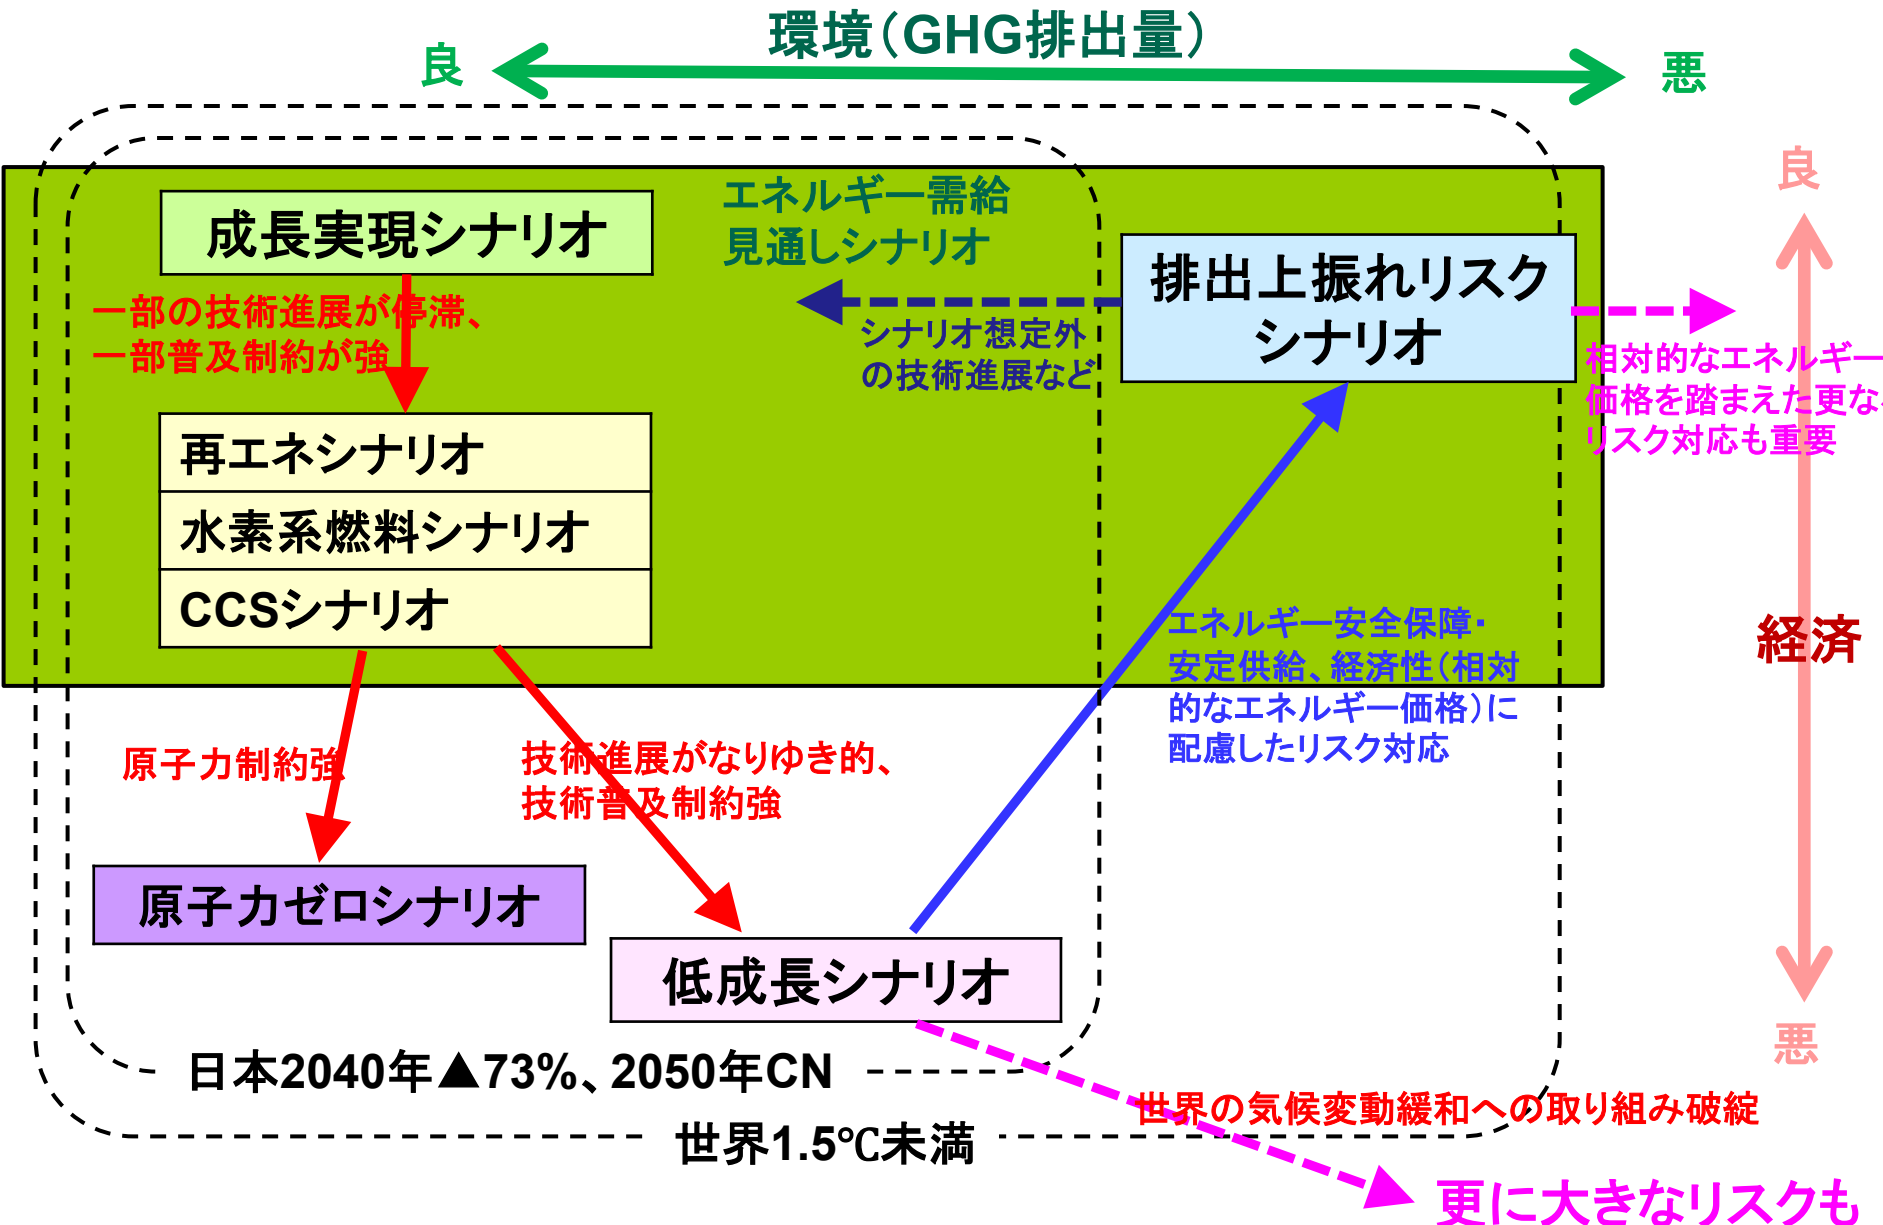 環境（GHG排出量）
良
悪
良
成長実現シナリオ
エネルギー需給
見通しシナリオ
排出上振れリスク
シナリオ
一部の技術進展が停滞、
一部普及制約が強
シナリオ想定外
の技術進展など
相対的なエネルギー
価格を踏まえた更な
リスク対応も重要
再エネシナリオ
水素系燃料シナリオ
CCSシナリオ
エネルギー安全保障・
安定供給、経済性（相対
的なエネルギー価格）に
配慮したリスク対応
経済
原子力制約強
技術進展がなりゆき的、
技術普及制約強
原子力ゼロシナリオ
低成長シナリオ
悪
日本2040年▲73%、2050年CN
世界の気候変動緩和への取り組み破綻
世界1.5℃未満
更に大きなリスクも